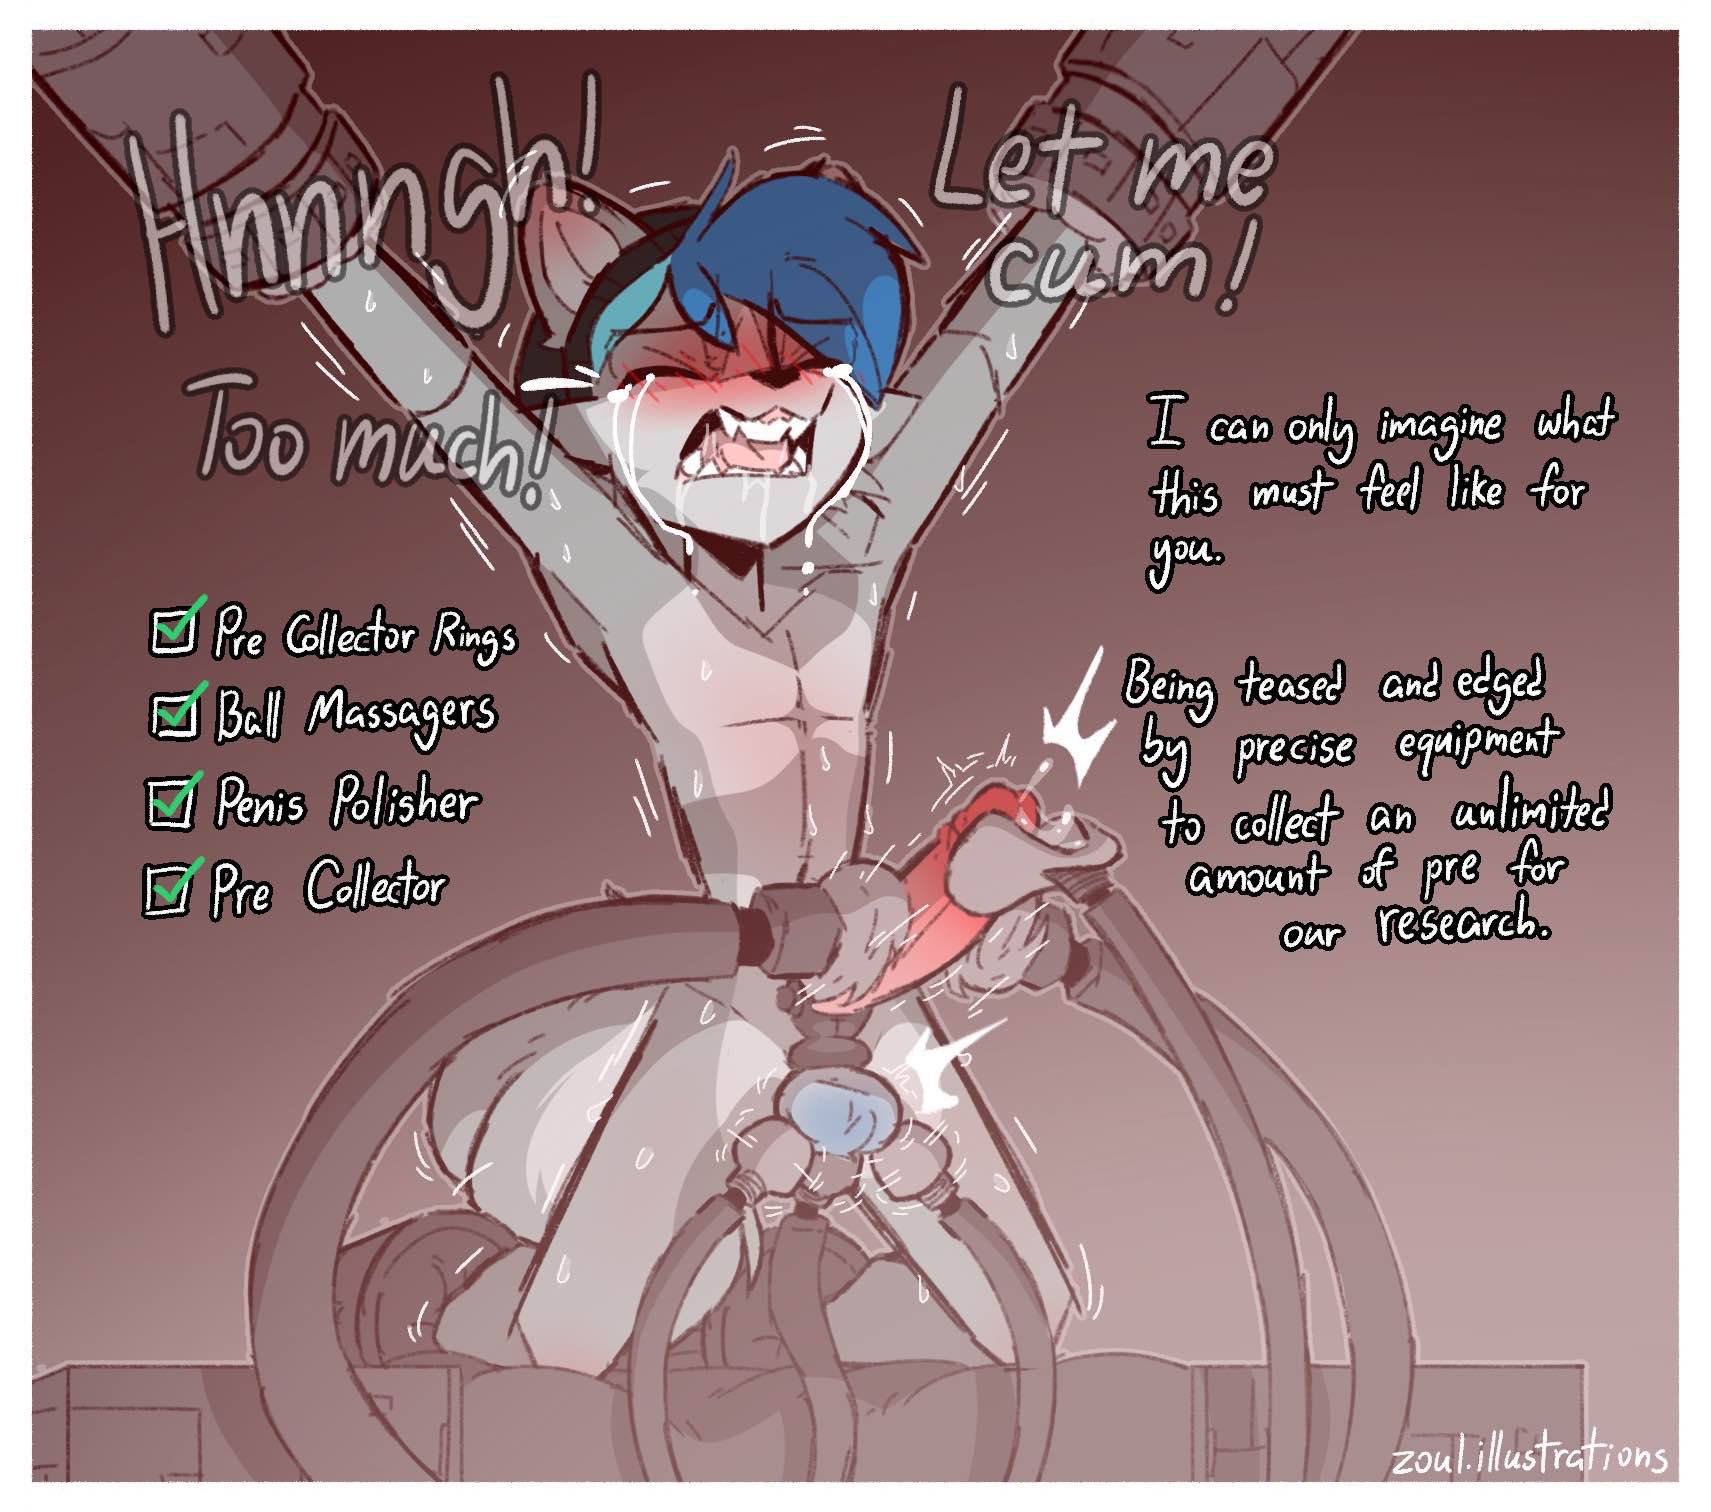 Hnnnngh!
Too much!
Let me
cum!
I can only imagine what
this must feel like for
you.
Pre Collector Rings
Ball Massagers
Penis Polisher
Pre Collector
Being teased and edged
by precise equipment
to collect an unlimited
amount of pre for
our research.
zoul.illustrations